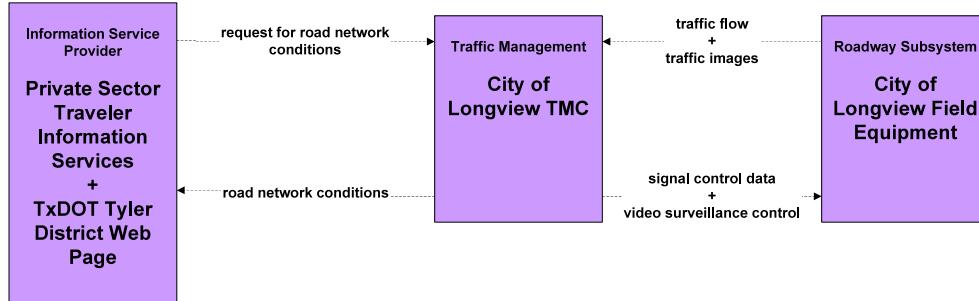 Information Service
Provider
Private Sector
Traveler
Information
Services
+
TxDOT Tyler
District Web
Page
request for road network
conditions
road network conditions
Traffic Management
City of
Longview TMC
traffic flow
+
traffic images
signal control data
+
video surveillance control
Roadway Subsystem
City of
Longview Field
Equipment